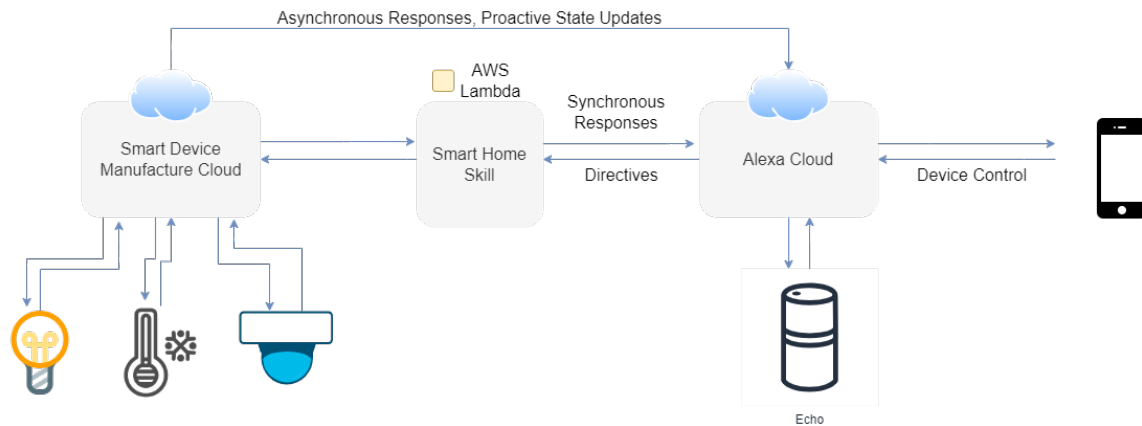 Asynchronous Responses, Proactive State Updates
AWS
Lambda
Smart Device
Manufacture Cloud
Smart Home
Skill
Synchronous
Responses
Directives
Alexa Cloud
Device Control
Echo